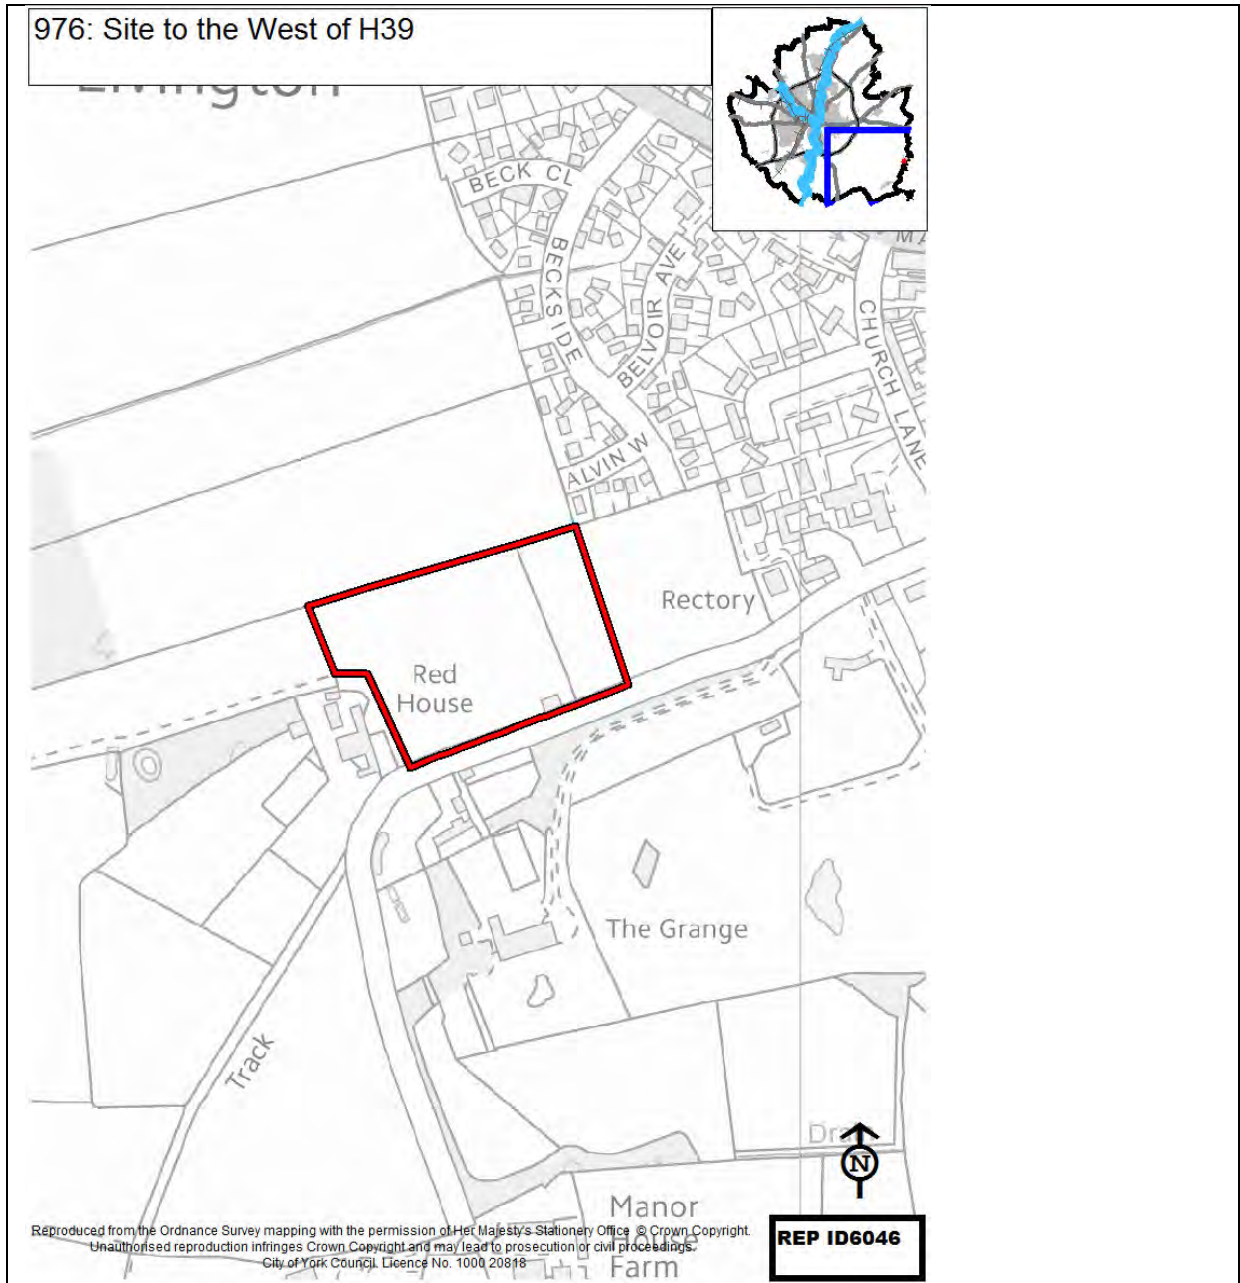 976: Site to the West of H39
Elvington
BECK CL
BECKSIDE
BELVOIR AVE
CHURCH LANE
ALVIN W
Rectory
Red
House
The Grange
Track
Manor
House
Farm
N
Reproduced from the Ordnance Survey mapping with the permission of Her Majesty's Stationery Office © Crown Copyright.
Unauthorised reproduction infringes Crown Copyright and may lead to prosecution or civil proceedings.
City of York Council. Licence No. 1000 20818
REP ID6046